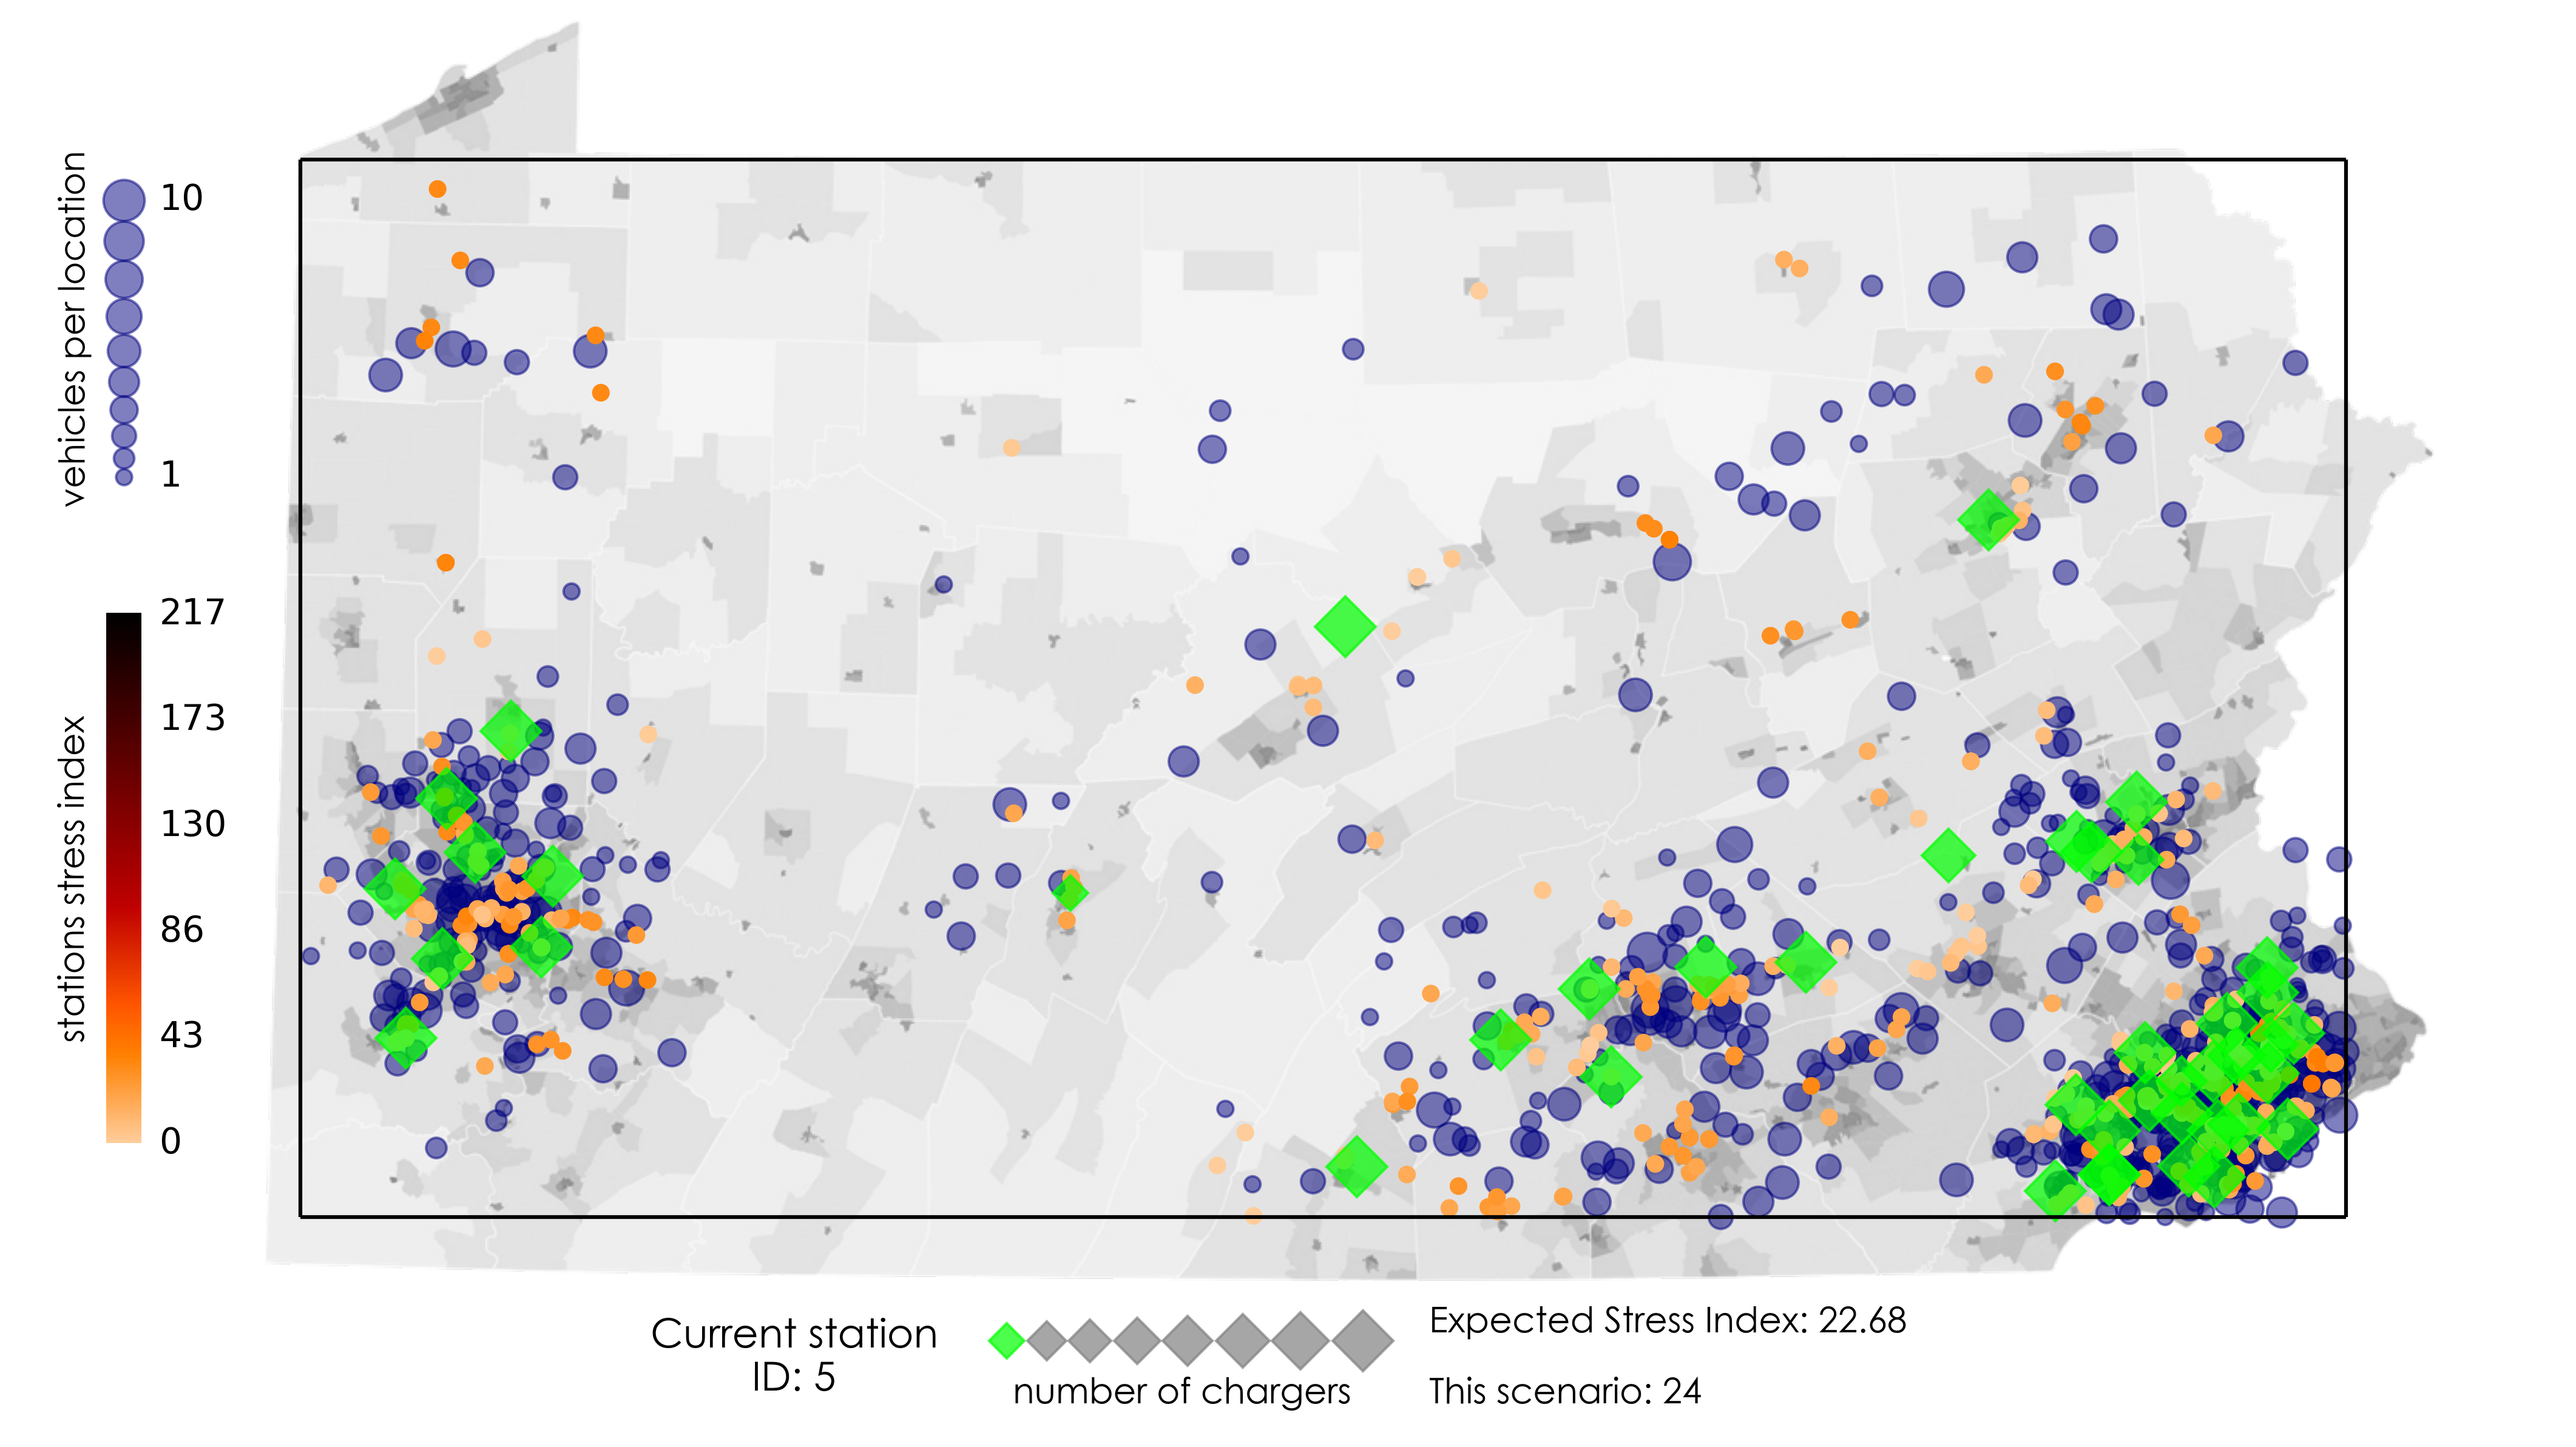 vehicles per location
10
1
stations stress index
217
173
130
86
43
0
Current station
ID: 5
number of chargers
Expected Stress Index: 22.68
This scenario: 24